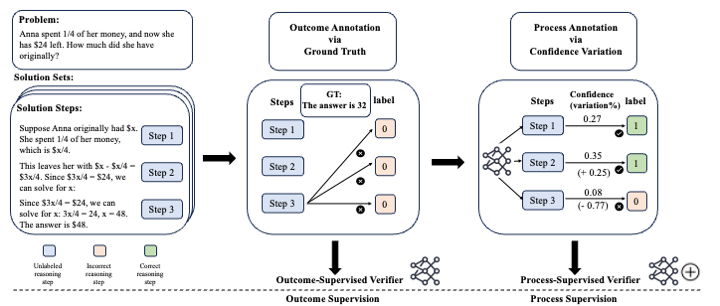 Problem:
Anna spent 1/4 of her money, and now she
has $24 left. How much did she have
originally?
Solution Sets:
Solution Steps:
Suppose Anna originally had $x.
She spent 1/4 of her money,
which is $x/4.
Step 1
This leaves her with $x - $x/4 =
$3x/4. Since $3x/4 = $24, we
can solve for x:
Step 2
Since $3x/4 = $24, we can
solve for x: 3x/4 = 24, x = 48.
The answer is $48.
Step 3
Unlabeled
reasoning
step
Incorrect
reasoning
step
Correct
reasoning
step
Outcome Annotation
via
Ground Truth
Steps
GT:
The answer is 32
label
Step 1
0
Step 2
0
Step 3
0
Outcome-Supervised Verifier
Outcome Supervision
Process Annotation
via
Confidence Variation
Steps
Confidence
(variation%)
label
Step 1
0.27
1
Step 2
0.35
(+ 0.25)
1
Step 3
0.08
(- 0.77)
0
Process-Supervised Verifier
Process Supervision